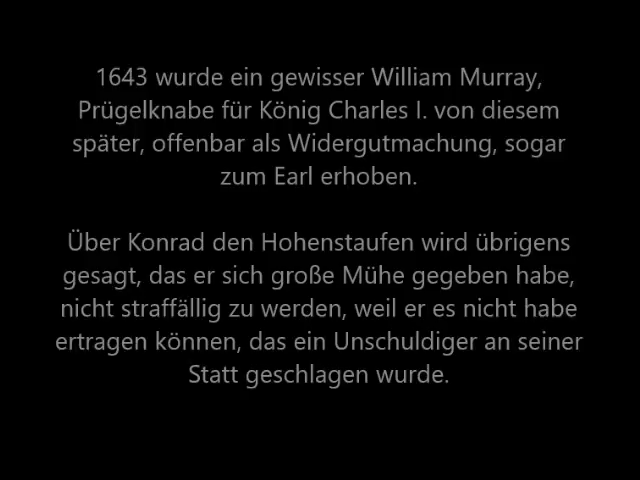 1643 wurde ein gewisser William Murray,
Prügelknabe für König Charles I. von diesem
später, offenbar als Widergutmachung, sogar
zum Earl erhoben.
Über Konrad den Hohenstaufen wird übrigens
gesagt, das er sich große Mühe gegeben habe,
nicht straffällig zu werden, weil er es nicht habe
ertragen können, das ein Unschuldiger an seiner
Statt geschlagen wurde.